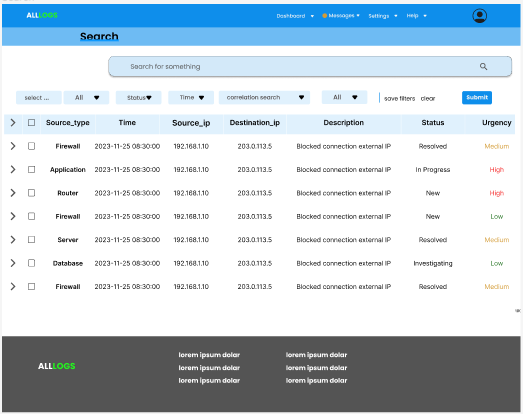 ALLLOGS Dashboard Messages Settings Help
Search
Search for something
select ... All Status Time correlation search All save filters clear Submit
Source_type Time Source_ip Destination_ip Description Status Urgency
Firewall 2023-11-25 08:30:00 192.168.1.10 203.0.113.5 Blocked connection external IP Resolved Medium
Application 2023-11-25 08:30:00 192.168.1.10 203.0.113.5 Blocked connection external IP In Progress High
Router 2023-11-25 08:30:00 192.168.1.10 203.0.113.5 Blocked connection external IP New High
Firewall 2023-11-25 08:30:00 192.168.1.10 203.0.113.5 Blocked connection external IP New Low
Server 2023-11-25 08:30:00 192.168.1.10 203.0.113.5 Blocked connection external IP Resolved Medium
Database 2023-11-25 08:30:00 192.168.1.10 203.0.113.5 Blocked connection external IP Investigating Low
Firewall 2023-11-25 08:30:00 192.168.1.10 203.0.113.5 Blocked connection external IP Resolved Medium
ALLLOGS
lorem ipsum dolar lorem ipsum dolar
lorem ipsum dolar lorem ipsum dolar
lorem ipsum dolar lorem ipsum dolar